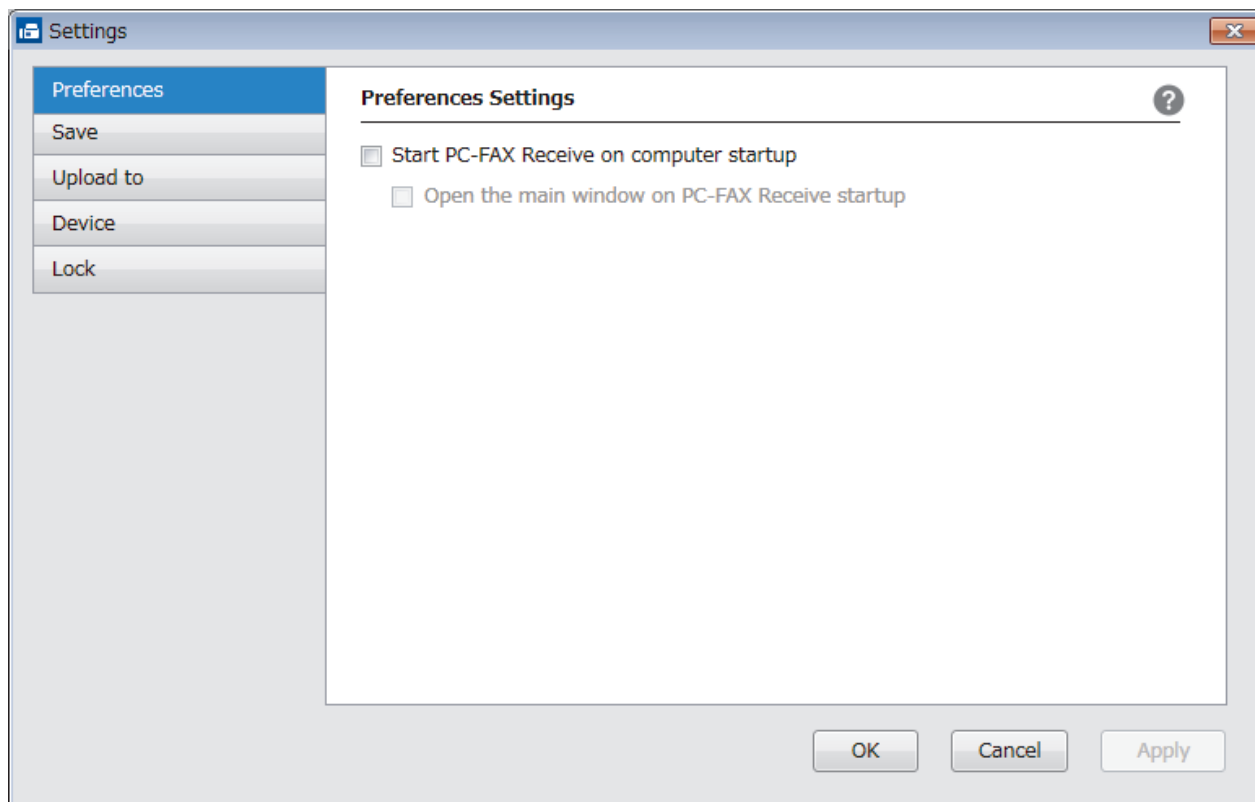 Settings
Preferences
Save
Upload to
Device
Lock
Preferences Settings
?
Start PC-FAX Receive on computer startup
Open the main window on PC-FAX Receive startup
OK
Cancel
Apply